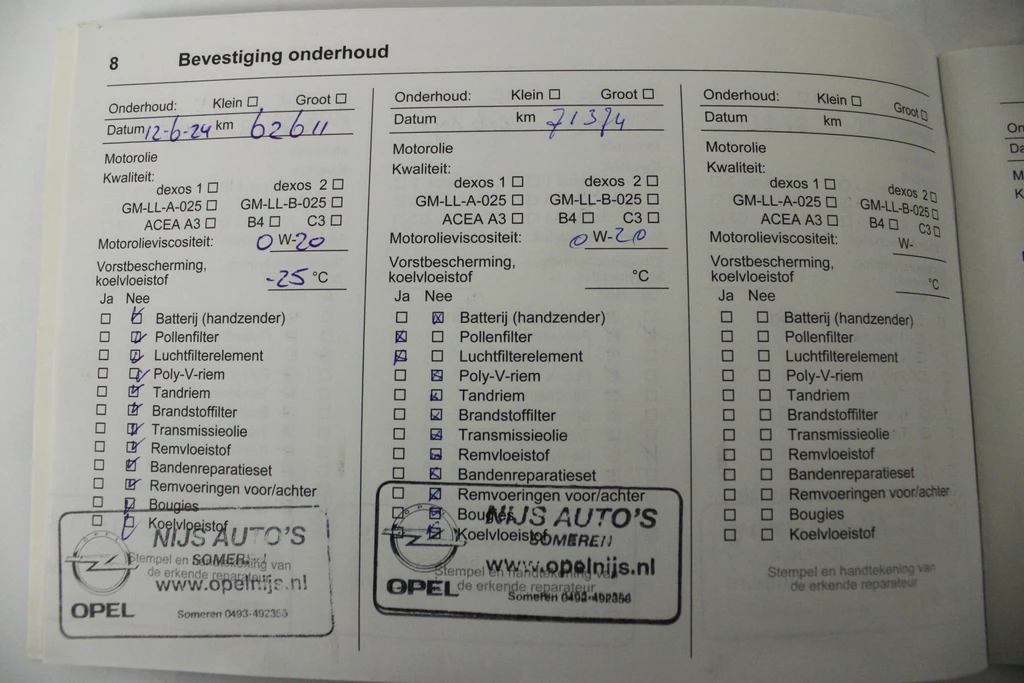 8 Bevestiging onderhoud
Onderhoud: Klein ☐ Groot ☐
Datum 12-6-24 km 62611
Motorolie
Kwaliteit:
dexos 1 ☐ dexos 2 ☐
GM-LL-A-025 ☐ GM-LL-B-025 ☐
ACEA A3 ☐ B4 ☐ C3 ☐
Motorolieviscositeit: 0 W-20
Vorstbescherming,
koelvloeistof -25 °C
Ja Nee
☐ ☑ Batterij (handzender)
☐ ☑ Pollenfilter
☐ ☑ Luchtfilterelement
☐ ☑ Poly-V-riem
☐ ☑ Tandriem
☐ ☑ Brandstoffilter
☐ ☑ Transmissieolie
☐ ☑ Remvloeistof
☐ ☑ Bandenreparatieset
☐ ☑ Remvoeringen voor/achter
☐ ☑ Bougies
☐ ☑ Koelvloeistof
NIJS AUTO'S
SOMEREN
Stempel en handtekening van
de erkende reparateur
www.opelnijs.nl
OPEL
Someren 0493-492356
Onderhoud: Klein ☐ Groot ☐
Datum km 71374
Motorolie
Kwaliteit:
dexos 1 ☐ dexos 2 ☐
GM-LL-A-025 ☐ GM-LL-B-025 ☐
ACEA A3 ☐ B4 ☐ C3 ☐
Motorolieviscositeit: 0 W-20
Vorstbescherming,
koelvloeistof °C
Ja Nee
☐ ☒ Batterij (handzender)
☒ ☐ Pollenfilter
☒ ☐ Luchtfilterelement
☐ ☒ Poly-V-riem
☐ ☒ Tandriem
☐ ☒ Brandstoffilter
☐ ☒ Transmissieolie
☐ ☒ Remvloeistof
☐ ☒ Bandenreparatieset
☐ ☒ Remvoeringen voor/achter
☐ ☒ Bougies
☐ ☒ Koelvloeistof
NIJS AUTO'S
SOMEREN
www.opelnijs.nl
Stempel en handtekening van
de erkende reparateur
OPEL
Someren 0493-492356
Onderhoud: Klein ☐ Groot ☐
Datum km
Motorolie
Kwaliteit:
dexos 1 ☐ dexos 2 ☐
GM-LL-A-025 ☐ GM-LL-B-025 ☐
ACEA A3 ☐ B4 ☐ C3 ☐
Motorolieviscositeit: W-
Vorstbescherming,
koelvloeistof °C
Ja Nee
☐ ☐ Batterij (handzender)
☐ ☐ Pollenfilter
☐ ☐ Luchtfilterelement
☐ ☐ Poly-V-riem
☐ ☐ Tandriem
☐ ☐ Brandstoffilter
☐ ☐ Transmissieolie
☐ ☐ Remvloeistof
☐ ☐ Bandenreparatieset
☐ ☐ Remvoeringen voor/achter
☐ ☐ Bougies
☐ ☐ Koelvloeistof
Stempel en handtekening van
de erkende reparateur